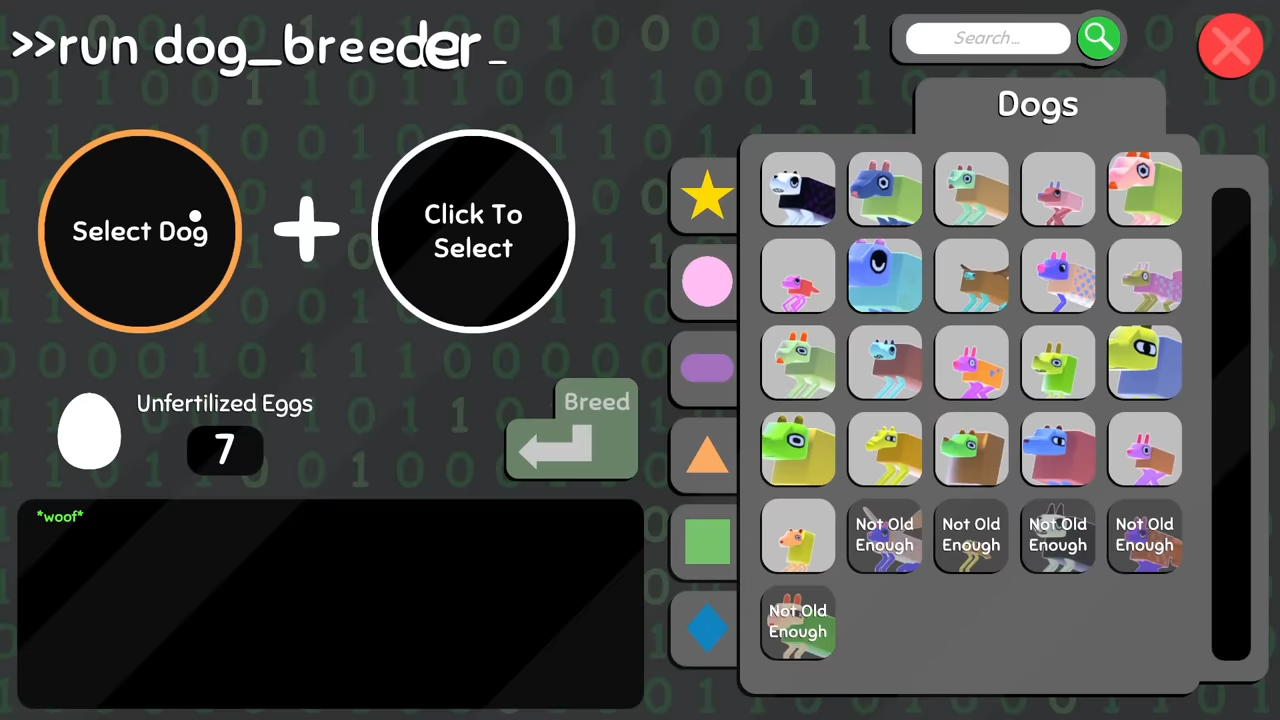 >>run dog_breeder_
Search...
Dogs
Select Dog
Click To
Select
Unfertilized Eggs
7
Breed
*woof*
Not Old
Enough
Not Old
Enough
Not Old
Enough
Not Old
Enough
Not Old
Enough